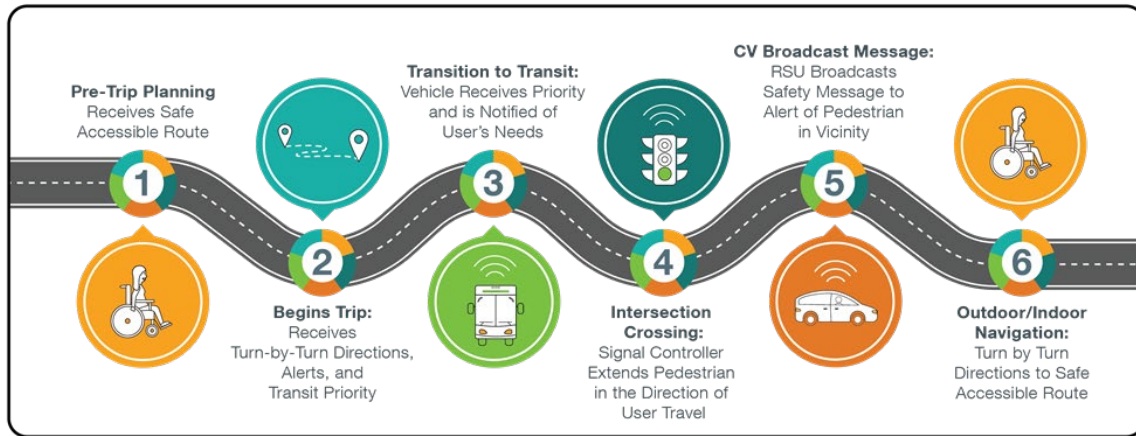 1
Pre-Trip Planning
Receives Safe
Accessible Route
2
Begins Trip:
Receives
Turn-by-Turn Directions,
Alerts, and
Transit Priority
3
Transition to Transit:
Vehicle Receives Priority
and is Notified of
User's Needs
4
Intersection
Crossing:
Signal Controller
Extends Pedestrian
in the Direction of
User Travel
5
CV Broadcast Message:
RSU Broadcasts
Safety Message to
Alert of Pedestrian
in Vicinity
6
Outdoor/Indoor
Navigation:
Turn by Turn
Directions to Safe
Accessible Route